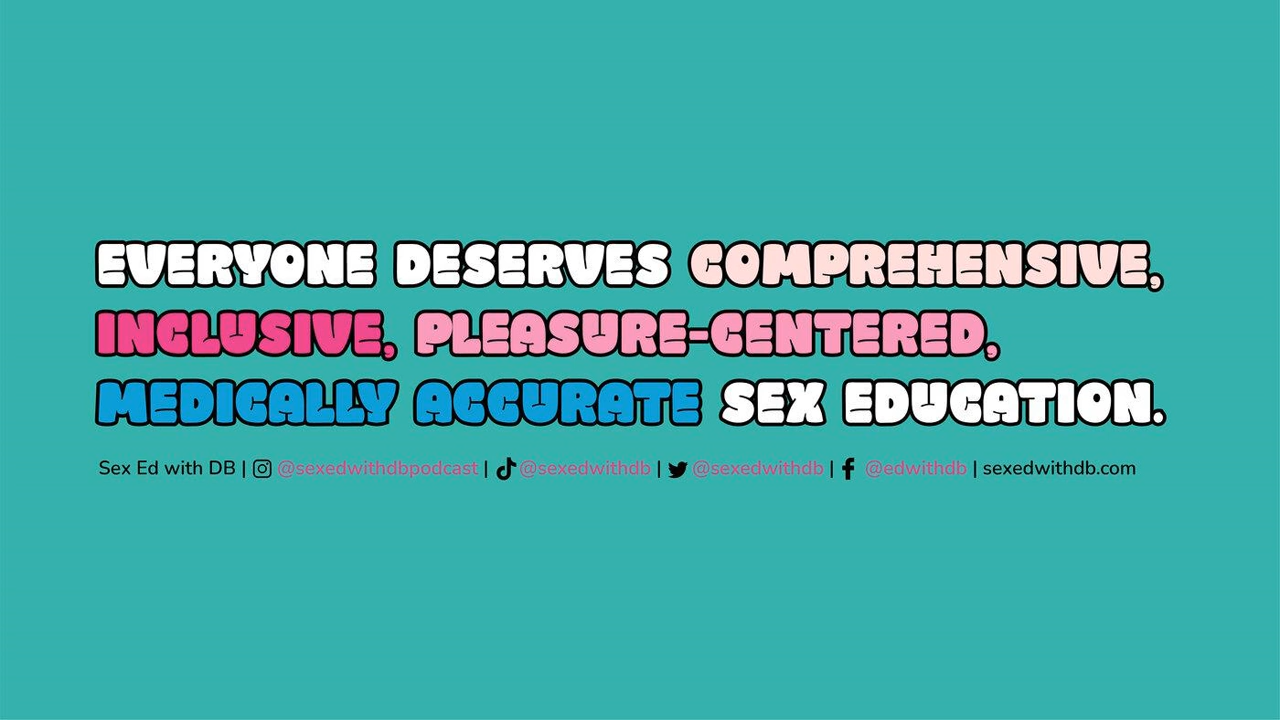 EVERYONE DESERVES COMPREHENSIVE,
INCLUSIVE, PLEASURE-CENTERED,
MEDICALLY ACCURATE SEX EDUCATION.
Sex Ed with DB | @sexedwithdbpodcast | @sexedwithdb | @sexedwithdb | @edwithdb | sexedwithdb.com